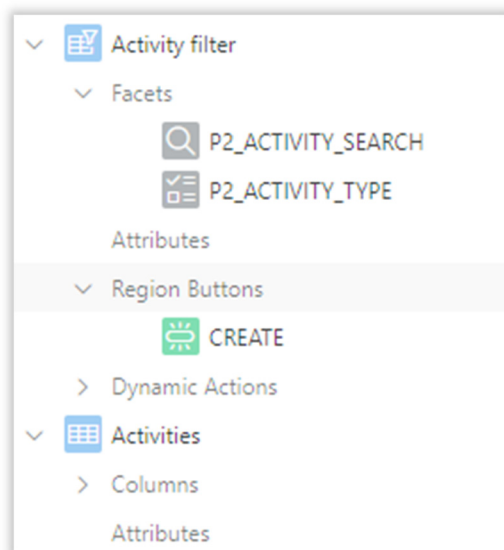 Activity filter
Facets
P2_ACTIVITY_SEARCH
P2_ACTIVITY_TYPE
Attributes
Region Buttons
CREATE
Dynamic Actions
Activities
Columns
Attributes